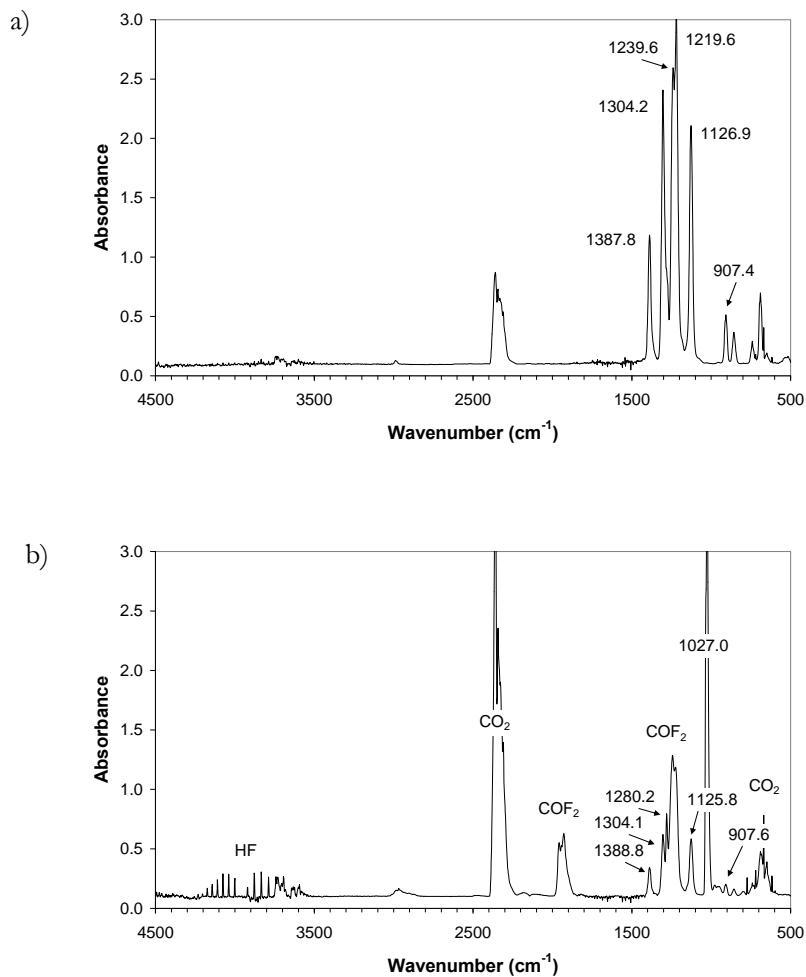 a)
3.0
2.5
2.0
1.5
1.0
0.5
0.0
Absorbance
1239.6
1219.6
1304.2
1126.9
1387.8
907.4
4500 3500 2500 1500 500
Wavenumber (cm⁻¹)
b)
3.0
2.5
2.0
1.5
1.0
0.5
0.0
Absorbance
1027.0
CO₂
COF₂
CO₂
1280.2
1125.8
COF₂
1304.1
907.6
HF
1388.8
4500 3500 2500 1500 500
Wavenumber (cm⁻¹)